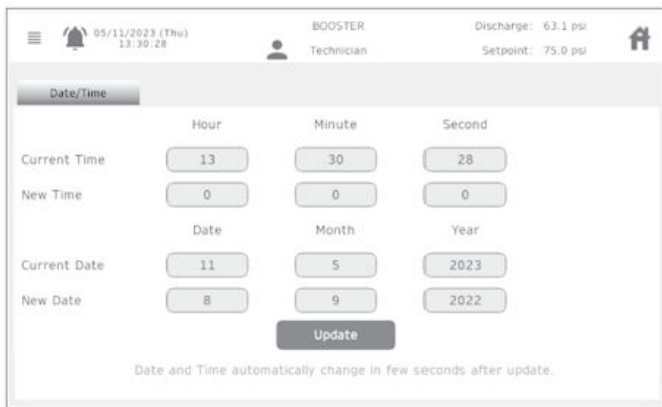 05/11/2023 (Thu) BOOSTER Discharge: 63.1 psi
13:30:28 Technician Setpoint: 75.0 psi
Date/Time
Hour Minute Second
Current Time 13 30 28
New Time 0 0 0
Date Month Year
Current Date 11 5 2023
New Date 8 9 2022
Update
Date and Time automatically change in few seconds after update.